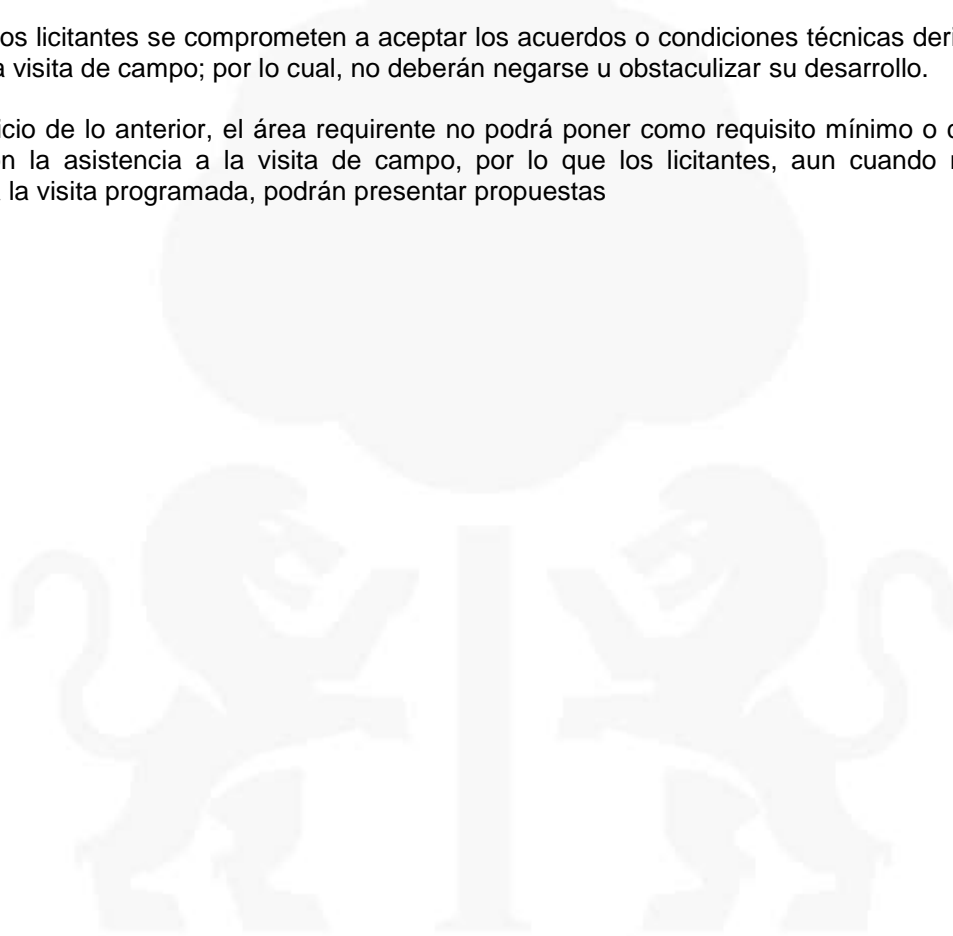 os licitantes se comprometen a aceptar los acuerdos o condiciones técnicas
a visita de campo; por lo cual, no deberán negarse u obstaculizar su desarrollo.
de lo anterior, el área requirente no podrá poner como requisito mínimo o
la asistencia a la visita de campo, por lo que los licitantes, aun cuando
la visita programada, podrán presentar propuestas